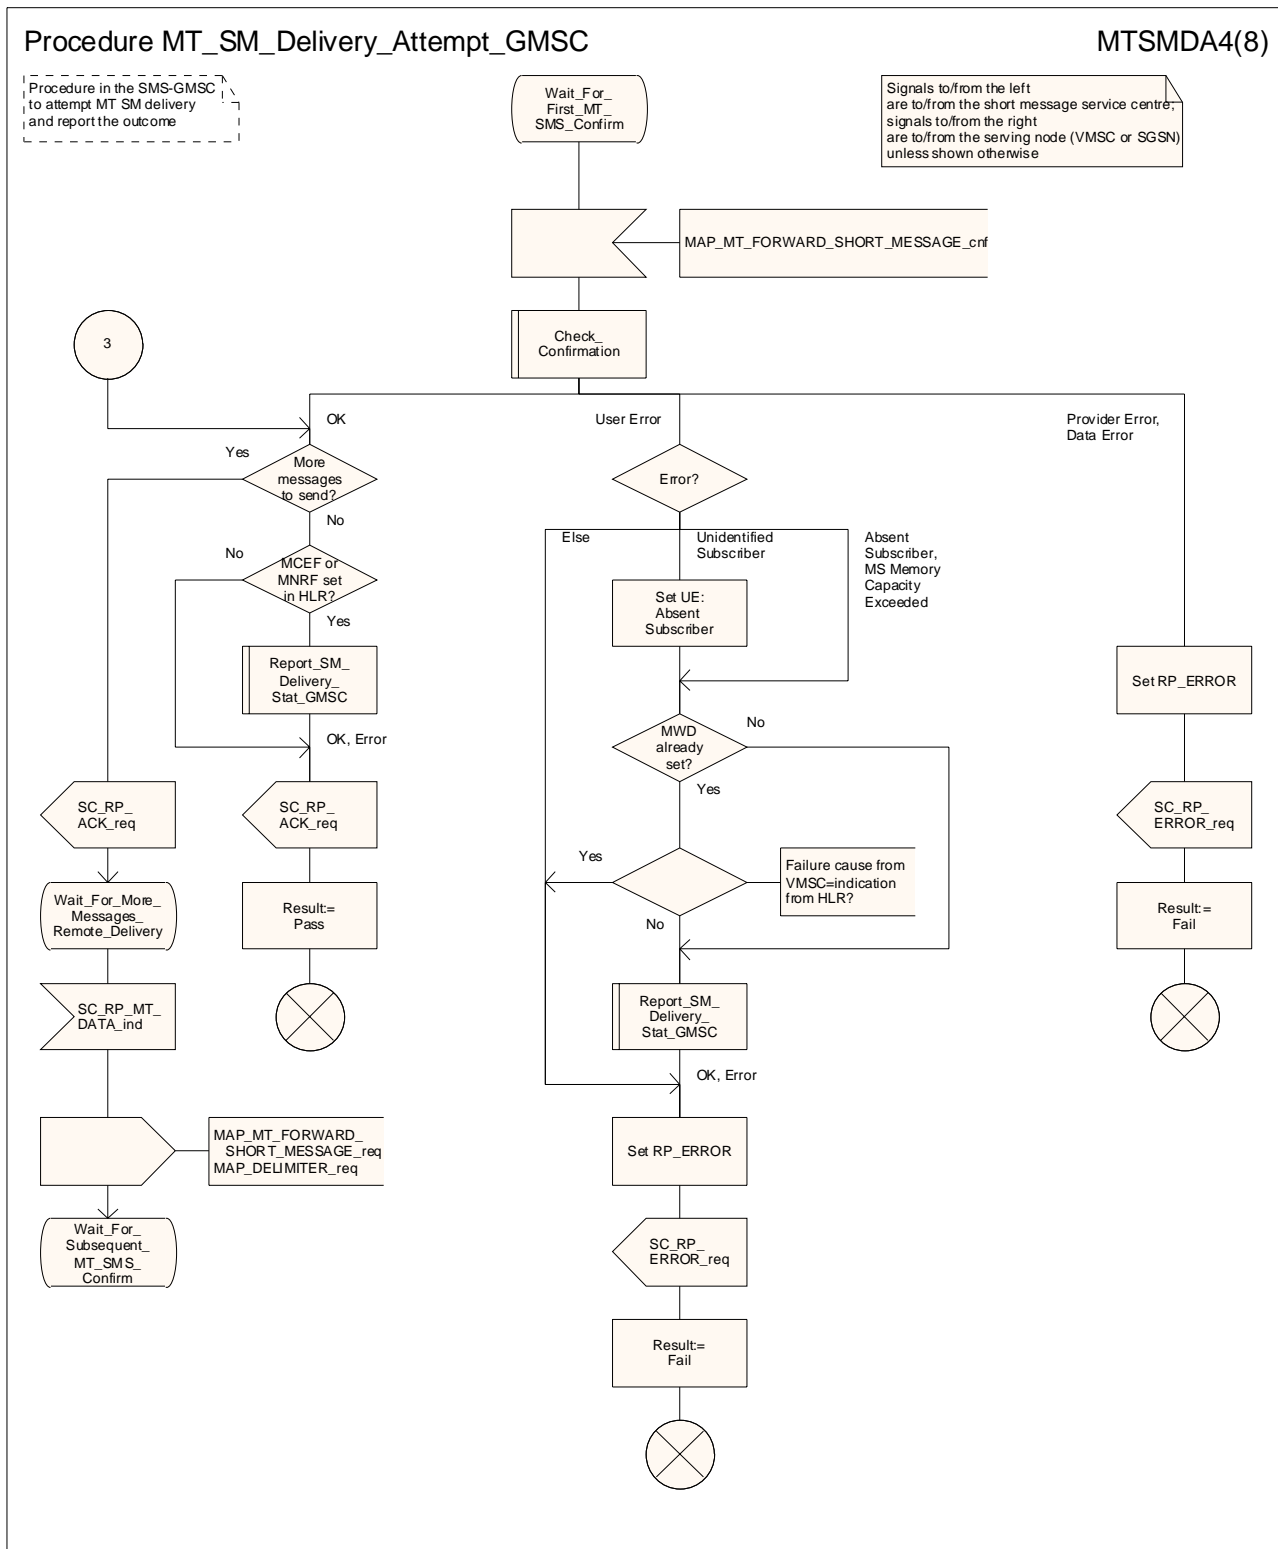 Procedure MT_SM_Delivery_Attempt_GMSC
MTSMDA4(8)
Procedure in the SMS-GMSC
to attempt MT SM delivery
and report the outcome
Wait_For_
First_MT_
SMS_Confirm
Signals to/from the left
are to/from the short message service centre;
signals to/from the right
are to/from the serving node (VMSC or SGSN)
unless shown otherwise
MAP_MT_FORWARD_SHORT_MESSAGE_cnf
Check_
Confirmation
3
OK
User Error
Provider Error,
Data Error
Yes
More
messages
to send?
Error?
No
Else
Unidentified
Subscriber
Absent
Subscriber,
MS Memory
Capacity
Exceeded
No
MCEF or
MNRF set
in HLR?
Set UE:
Absent
Subscriber
Yes
Report_SM_
Delivery_
Stat_GMSC
Set RP_ERROR
MWD
already
set?
No
OK, Error
Yes
SC_RP_
ACK_req
SC_RP_
ACK_req
SC_RP_
ERROR_req
Yes
Failure cause from
VMSC=indication
from HLR?
Wait_For_More_
Messages_
Remote_Delivery
Result:=
Pass
No
Result:=
Fail
SC_RP_MT_
DATA_ind
Report_SM_
Delivery_
Stat_GMSC
OK, Error
MAP_MT_FORWARD_
SHORT_MESSAGE_req
MAP_DELIMITER_req
Set RP_ERROR
Wait_For_
Subsequent_
MT_SMS_
Confirm
SC_RP_
ERROR_req
Result:=
Fail